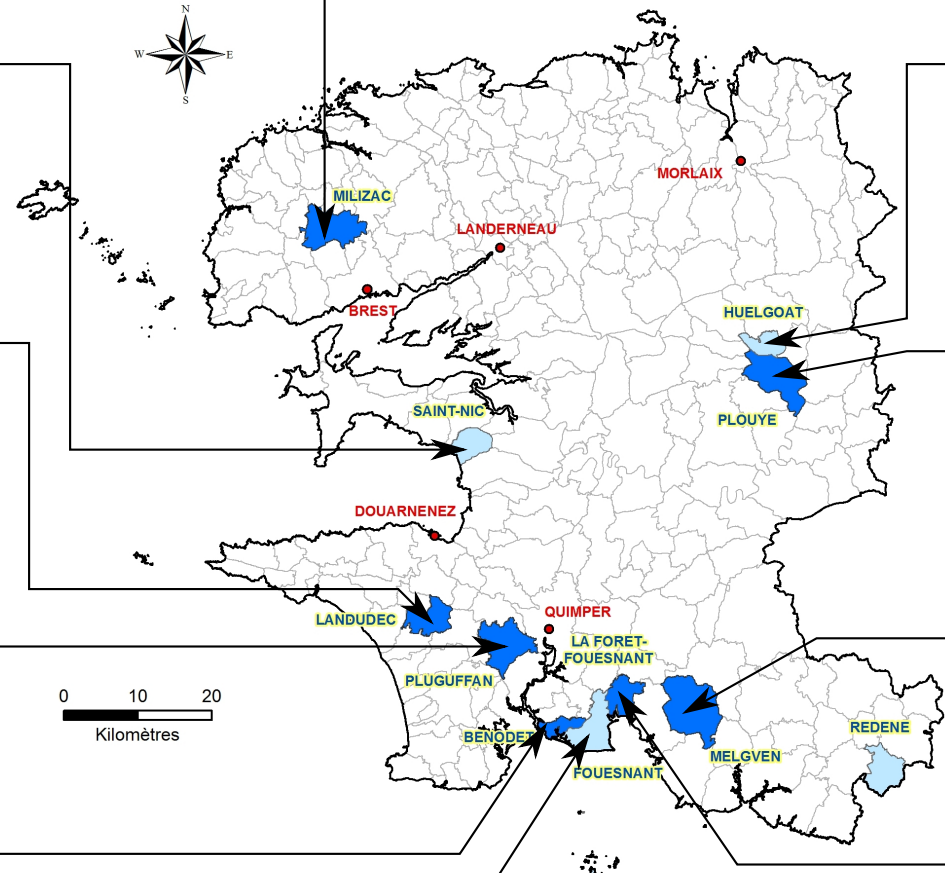 N
W E
S
MILIZAC
MORLAIX
LANDERNEAU
BREST
HUELGOAT
SAINT-NIC
PLOUYE
DOUARNENEZ
LANDUDEC
QUIMPER
LA FORET-
FOUESNANT
PLUGUFFAN
0 10 20
Kilomètres
BENODET
REDENE
MELGVEN
FOUESNANT